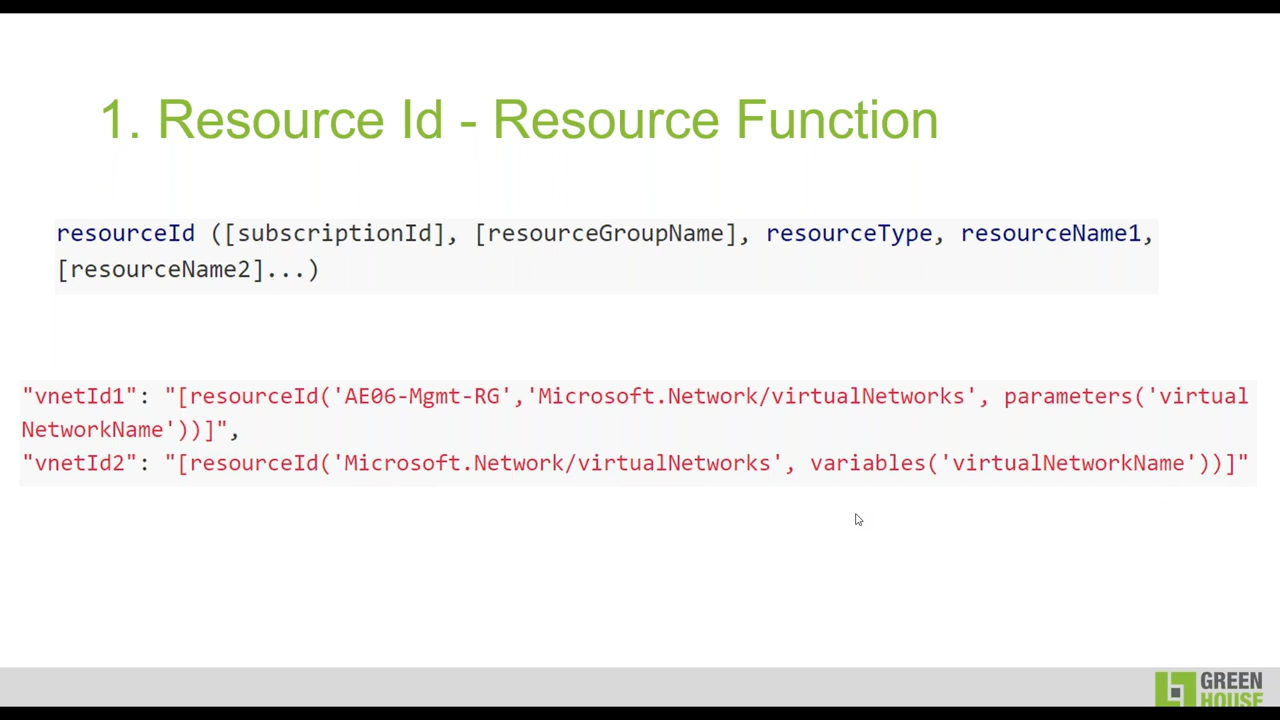 1. Resource Id - Resource Function
resourceId ([subscriptionId], [resourceGroupName], resourceType, resourceName1,
[resourceName2]...)
"vnetId1": "[resourceId('AE06-Mgmt-RG','Microsoft.Network/virtualNetworks', parameters('virtual
NetworkName'))]",
"vnetId2": "[resourceId('Microsoft.Network/virtualNetworks', variables('virtualNetworkName'))]"
GREEN
HOUSE